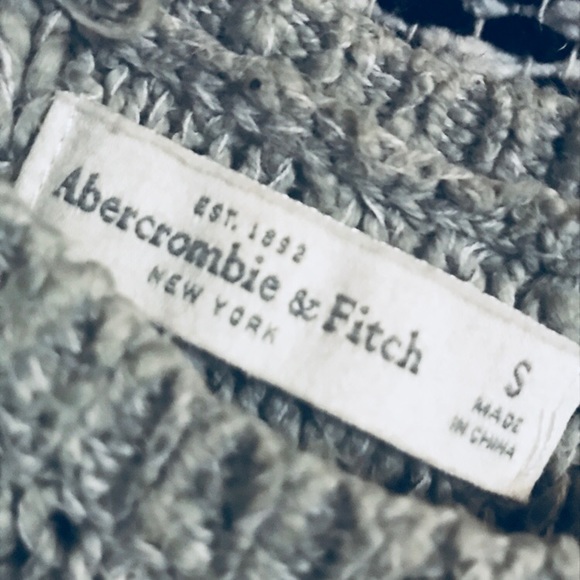 EST. 1892
Abercrombie & Fitch
NEW YORK
S
MADE
IN CHINA